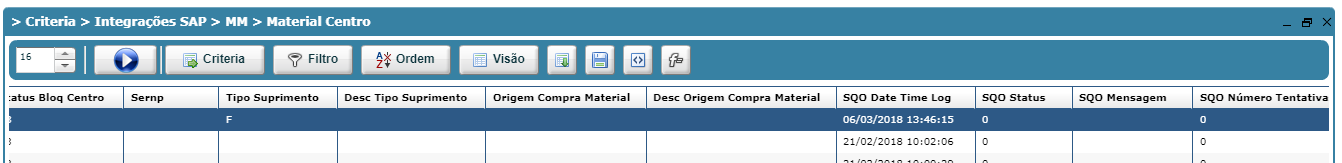 > Criteria > Integrações SAP > MM > Material Centro
16 Criteria Filtro Ordem Visão
Bloq Centro Sernp Tipo Suprimento Desc Tipo Suprimento Origem Compra Material Desc Origem Compra Material SQO Date Time Log SQO Status SQO Mensagem SQO Número Tentativa
F 06/03/2018 13:46:15 0 0
21/02/2018 10:02:06 0 0